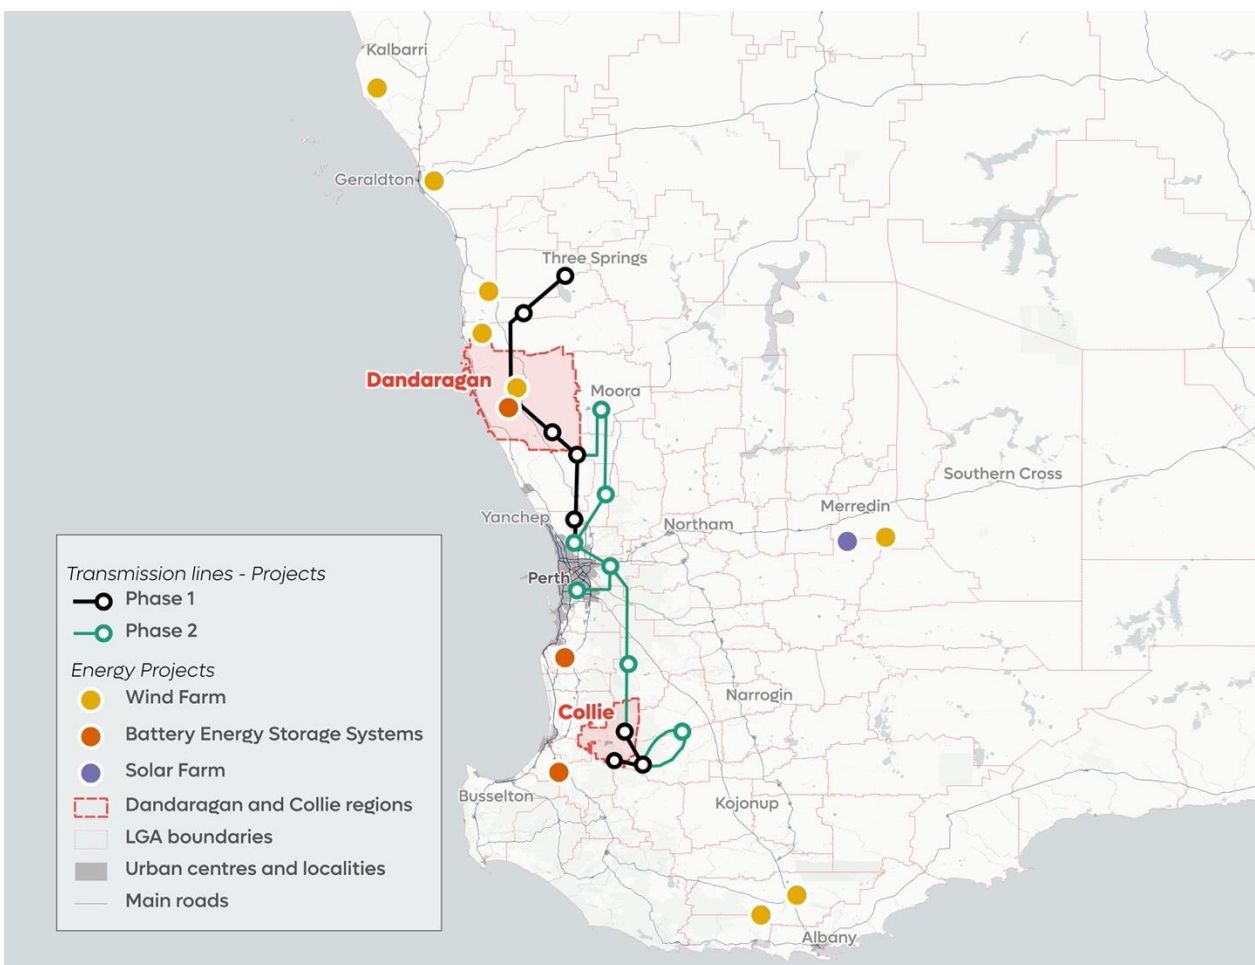 Kalbarri
Geraldton
Three Springs
Dandaragan
Moora
Southern Cross
Merredin
Yanchep
Northam
Perth
Narrogin
Collie
Busselton
Kojonup
Albany
Transmission lines - Projects
Phase 1
Phase 2
Energy Projects
Wind Farm
Battery Energy Storage Systems
Solar Farm
Dandaragan and Collie regions
LGA boundaries
Urban centres and localities
Main roads